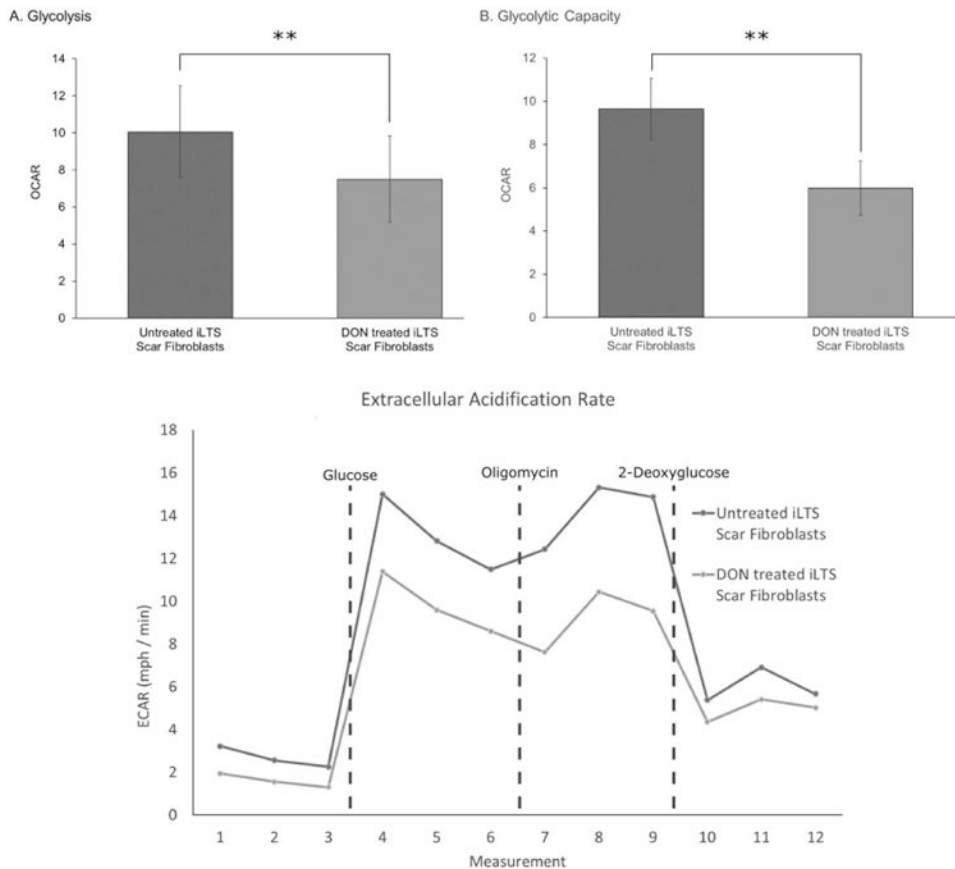 A. Glycolysis
**
14
12
10
8
6
4
2
0
OCAR
Untreated iLTS
Scar Fibroblasts
DON treated iLTS
Scar Fibroblasts
B. Glycolytic Capacity
**
12
10
8
6
4
2
0
OCAR
Untreated iLTS
Scar Fibroblasts
DON treated iLTS
Scar Fibroblasts
Extracellular Acidification Rate
18
16
14
12
10
8
6
4
2
0
ECAR (mph / min)
Glucose
Oligomycin
2-Deoxyglucose
Untreated iLTS
Scar Fibroblasts
DON treated iLTS
Scar Fibroblasts
1 2 3 4 5 6 7 8 9 10 11 12
Measurement